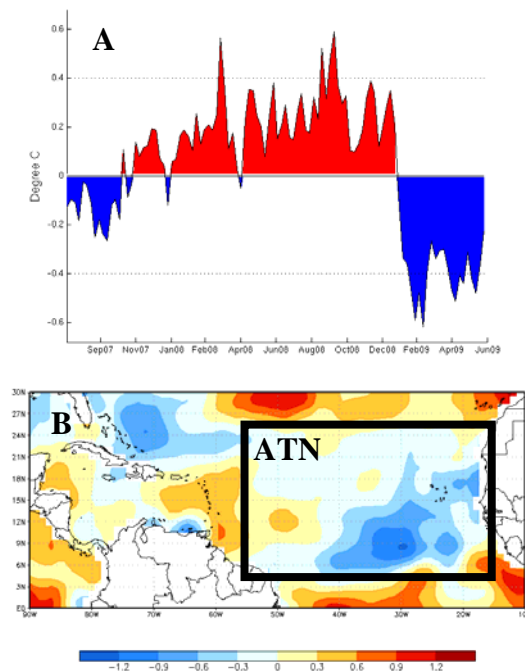 A
Degree C
0.6
0.4
0.2
0
-0.2
-0.4
-0.6
Sep07 Nov07 Jan08 Feb08 Apr08 Jun08 Aug08 Oct08 Dec08 Feb09 Apr09 Jun09
B
ATN
30N
27N
24N
21N
18N
15N
12N
9N
6N
3N
EQ
90W 80W 70W 60W 50W 40W 30W 20W 10
-1.2 -0.9 -0.6 -0.3 0 0.3 0.6 0.9 1.2